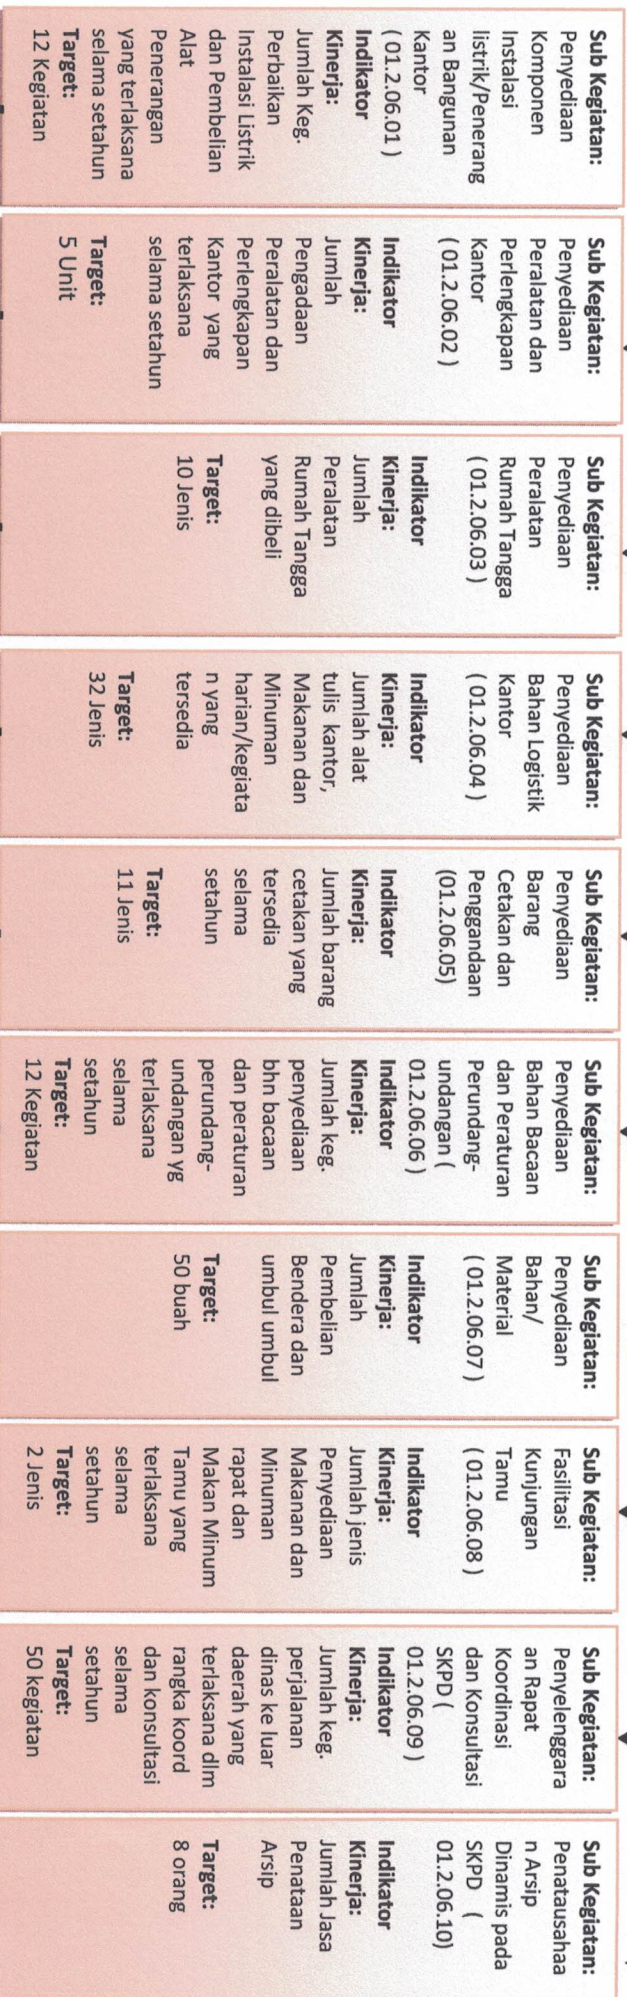 Sub Kegiatan:
Penyediaan
Komponen
Instalasi
listrik/Penerang
an Bangunan
Kantor
( 01.2.06.01 )
Indikator
Kinerja:
Jumlah Keg.
Perbaikan
Instalasi Listrik
dan Pembelian
Alat
Penerangan
yang terlaksana
selama setahun
Target:
12 Kegiatan
Sub Kegiatan:
Penyediaan
Peralatan dan
Perlengkapan
Kantor
( 01.2.06.02 )
Indikator
Kinerja:
Jumlah
Pengadaan
Peralatan dan
Perlengkapan
Kantor yang
terlaksana
selama setahun
Target:
5 Unit
Sub Kegiatan:
Penyediaan
Peralatan
Rumah Tangga
( 01.2.06.03 )
Indikator
Kinerja:
Jumlah
Peralatan
Rumah Tangga
yang dibeli
Target:
10 Jenis
Sub Kegiatan:
Penyediaan
Bahan Logistik
Kantor
( 01.2.06.04 )
Indikator
Kinerja:
Jumlah alat
tulis kantor,
Makanan dan
Minuman
harian/kegiata
n yang
tersedia
Target:
32 Jenis
Sub Kegiatan:
Penyediaan
Barang
Cetakan dan
Penggandaan
(01.2.06.05)
Indikator
Kinerja:
Jumlah barang
cetakan yang
tersedia
selama
setahun
Target:
11 Jenis
Sub Kegiatan:
Penyediaan
Bahan Bacaan
dan Peraturan
Perundang-
undangan (
01.2.06.06 )
Indikator
Kinerja:
Jumlah keg.
penyediaan
bhn bacaan
dan peraturan
perundang-
undangan yg
terlaksana
selama
setahun
Target:
12 Kegiatan
Sub Kegiatan:
Penyediaan
Bahan/
Material
( 01.2.06.07 )
Indikator
Kinerja:
Jumlah
Pembelian
Bendera dan
umbul umbul
Target:
50 buah
Sub Kegiatan:
Fasilitasi
Kunjungan
Tamu
( 01.2.06.08 )
Indikator
Kinerja:
Jumlah jenis
Penyediaan
Makanan dan
Minuman
rapat dan
Makan Minum
Tamu yang
terlaksana
selama
setahun
Target:
2 Jenis
Sub Kegiatan:
Penyelenggara
an Rapat
Koordinasi
dan Konsultasi
SKPD (
01.2.06.09 )
Indikator
Kinerja:
Jumlah keg.
perjalanan
dinas ke luar
daerah yang
terlaksana dlm
rangka koord
dan konsultasi
selama
setahun
Target:
50 kegiatan
Sub Kegiatan:
Penatausahaa
n Arsip
Dinamis pada
SKPD (
01.2.06.10)
Indikator
Kinerja:
Jumlah Jasa
Penataan
Arsip
Target:
8 orang